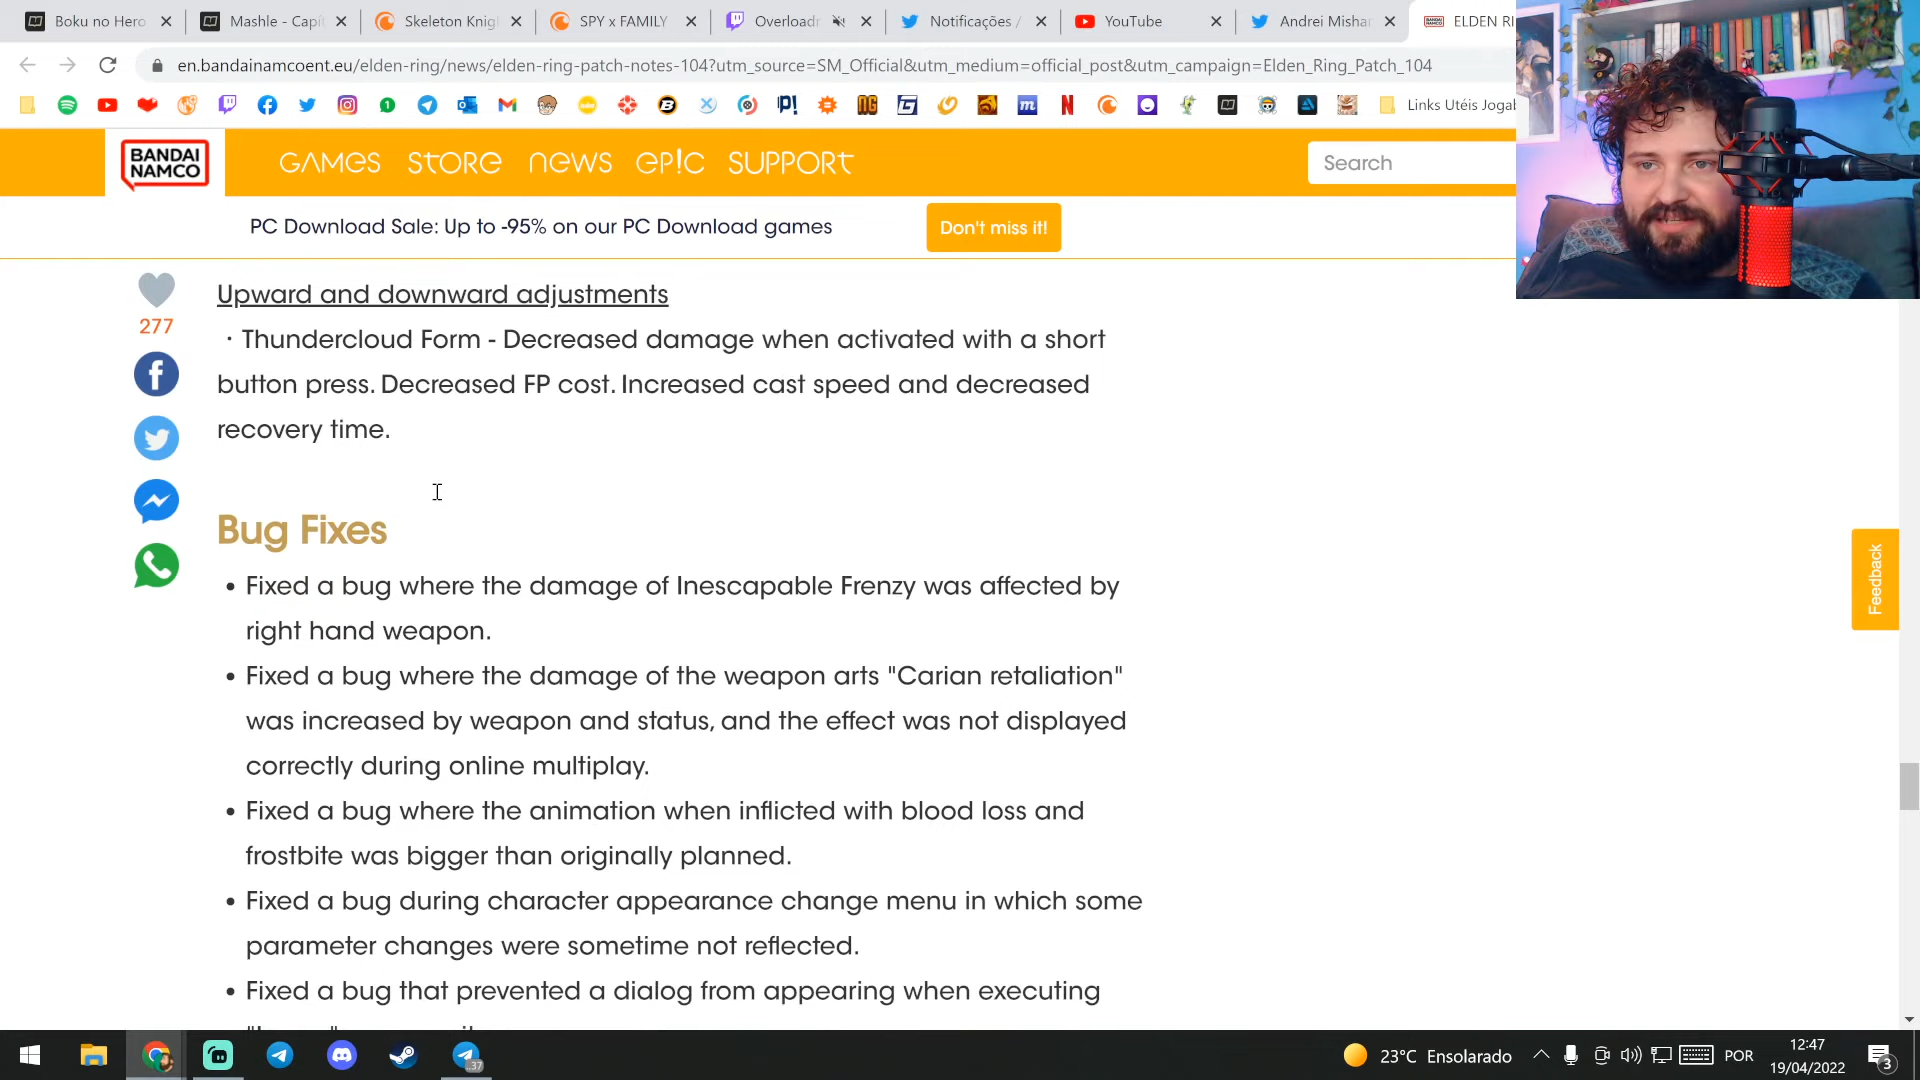 Boku no Hero
Mashle - Capí
Skeleton Knig
SPY x FAMILY
Overloadr
Notificações /
YouTube
Andrei Misha
ELDEN RI
en.bandainamcoent.eu/elden-ring/news/elden-ring-patch-notes-104?utm_source=SM_Official&utm_medium=official_post&utm_campaign=Elden_Ring_Patch_104
Links Utéis Jogab
BANDAI
NAMCO
GAMES STORE NEWS EP!C SUPPORT
Search
PC Download Sale: Up to -95% on our PC Download games
Don't miss it!
277
Upward and downward adjustments
・Thundercloud Form - Decreased damage when activated with a short
button press. Decreased FP cost. Increased cast speed and decreased
recovery time.
Bug Fixes
Feedback
• Fixed a bug where the damage of Inescapable Frenzy was affected by
right hand weapon.
• Fixed a bug where the damage of the weapon arts "Carian retaliation"
was increased by weapon and status, and the effect was not displayed
correctly during online multiplay.
• Fixed a bug where the animation when inflicted with blood loss and
frostbite was bigger than originally planned.
• Fixed a bug during character appearance change menu in which some
parameter changes were sometime not reflected.
• Fixed a bug that prevented a dialog from appearing when executing
37
23°C Ensolarado
POR
12:47
19/04/2022
3